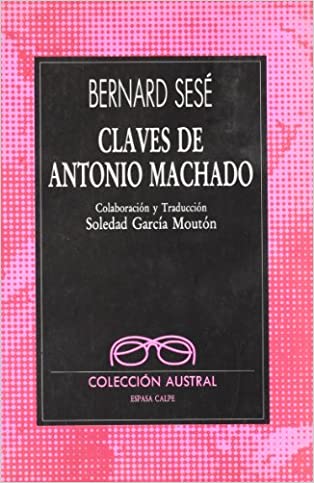 BERNARD SESÉ
CLAVES DE
ANTONIO MACHADO
Colaboración y Traducción
Soledad García Moutón
COLECCIÓN AUSTRAL
ESPASA CALPE